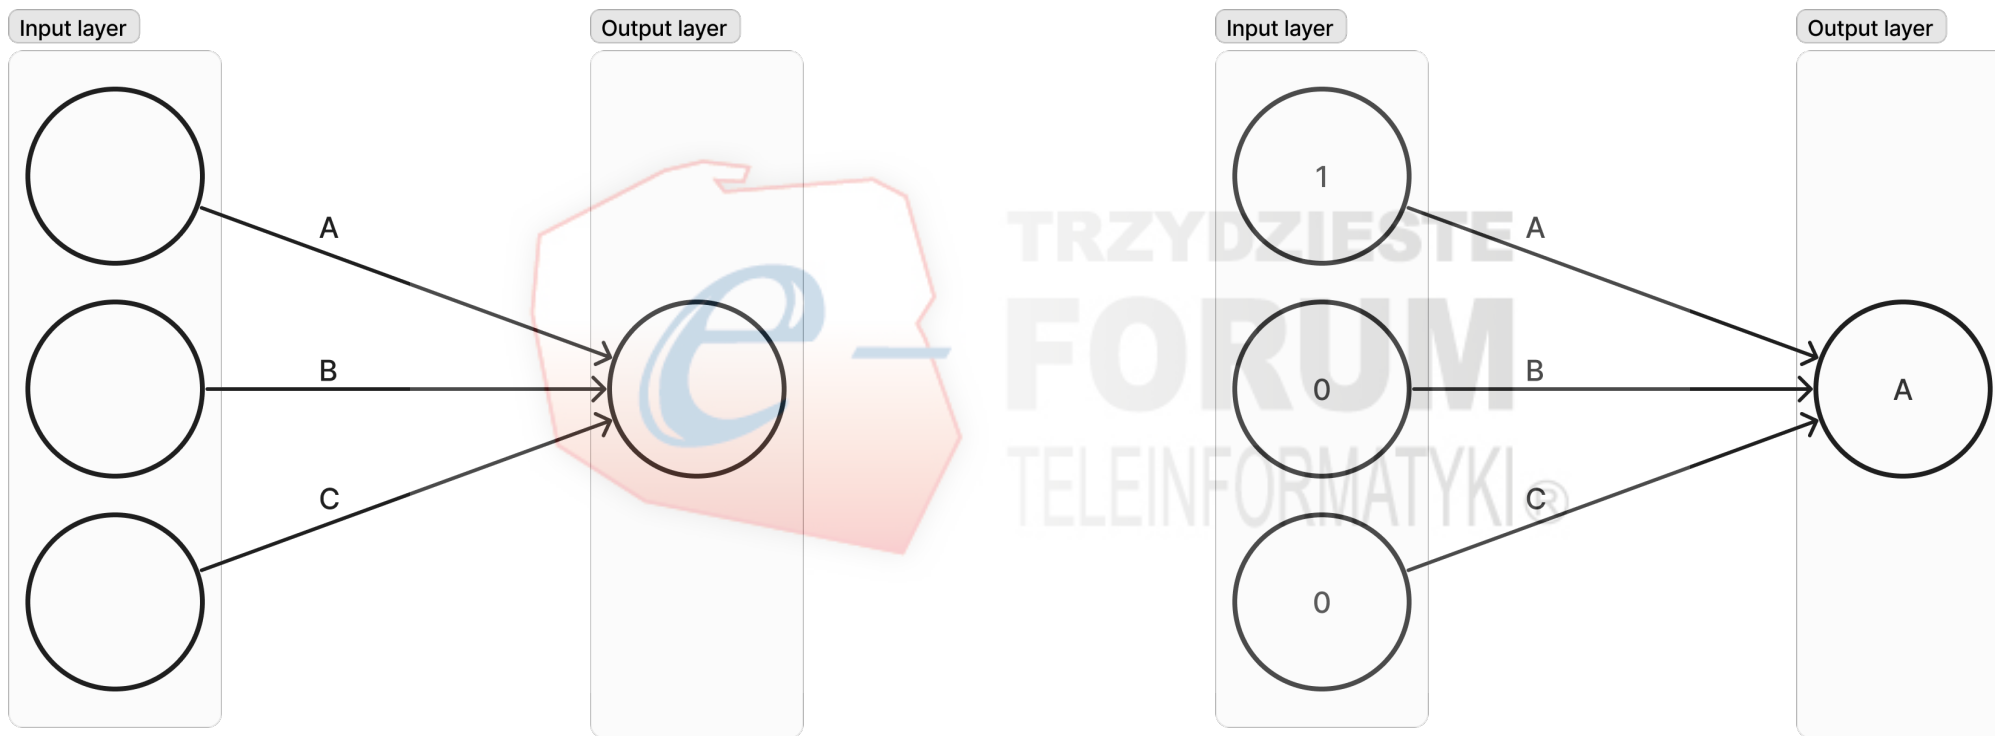 Input layer
Output layer
A
B
C
e
TRZYDZIESTE
FORUM
TELEINFORMATYKI®
Input layer
Output layer
1
0
0
A
B
C
A